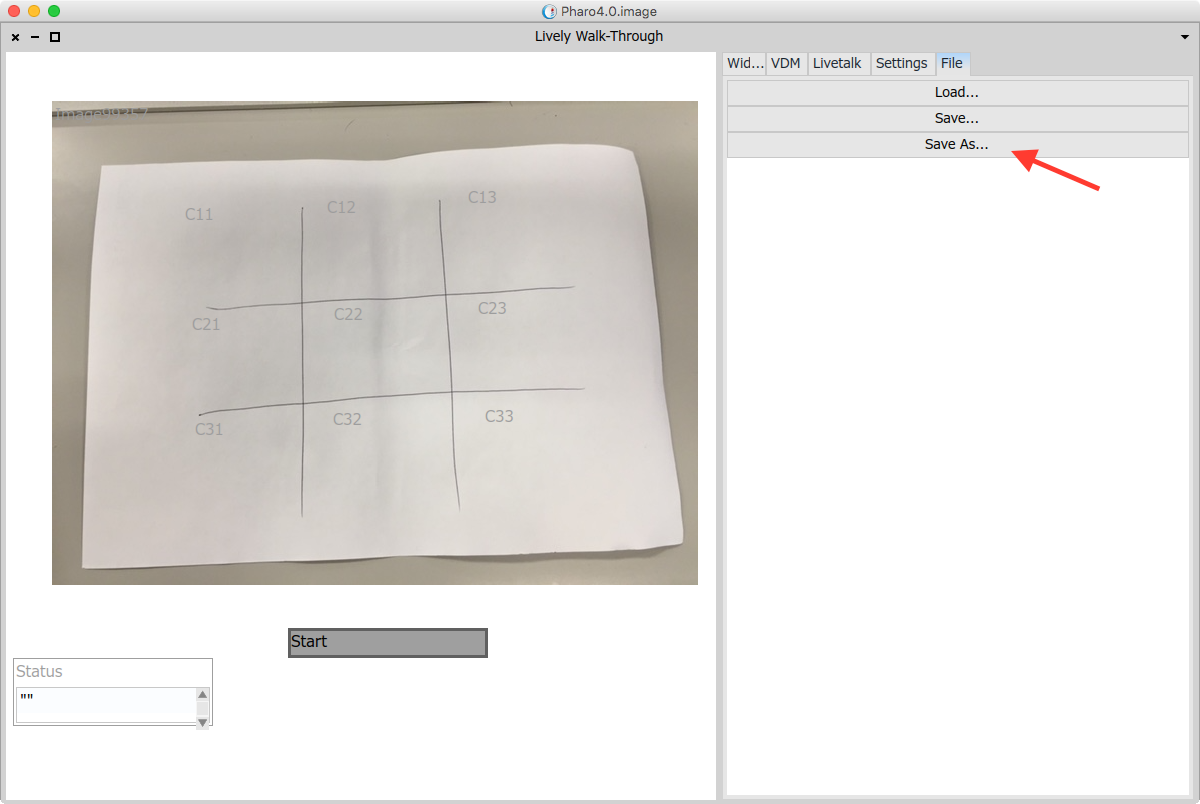 Pharo4.0.image
Lively Walk-Through
Wid... VDM Livetalk Settings File
Load...
Save...
Save As...
C11 C12 C13
C21 C22 C23
C31 C32 C33
Start
Status
""